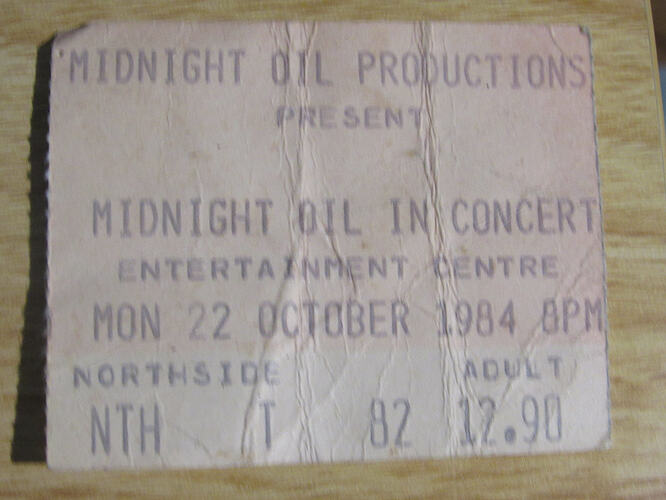 MIDNIGHT OIL PRODUCTIONS
PRESENT
MIDNIGHT OIL IN CONCERT
ENTERTAINMENT CENTRE
MON 22 OCTOBER 1984 8PM
NORTHSIDE ADULT
NTH T 82 12.90